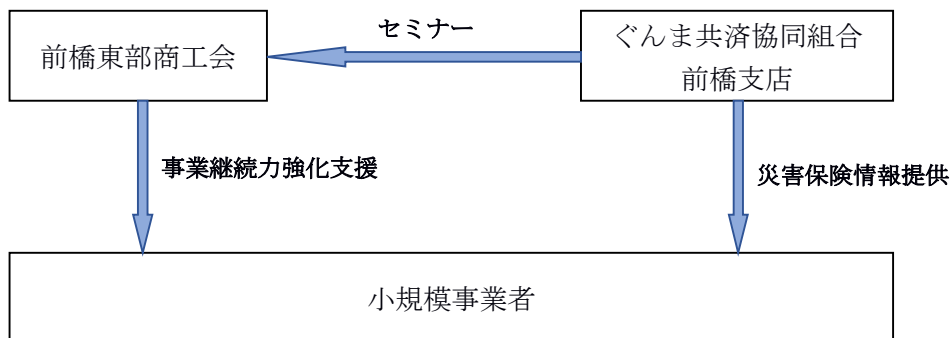 セミナー
前橋東部商工会
ぐんま共済協同組合
前橋支店
事業継続力強化支援
災害保険情報提供
小規模事業者